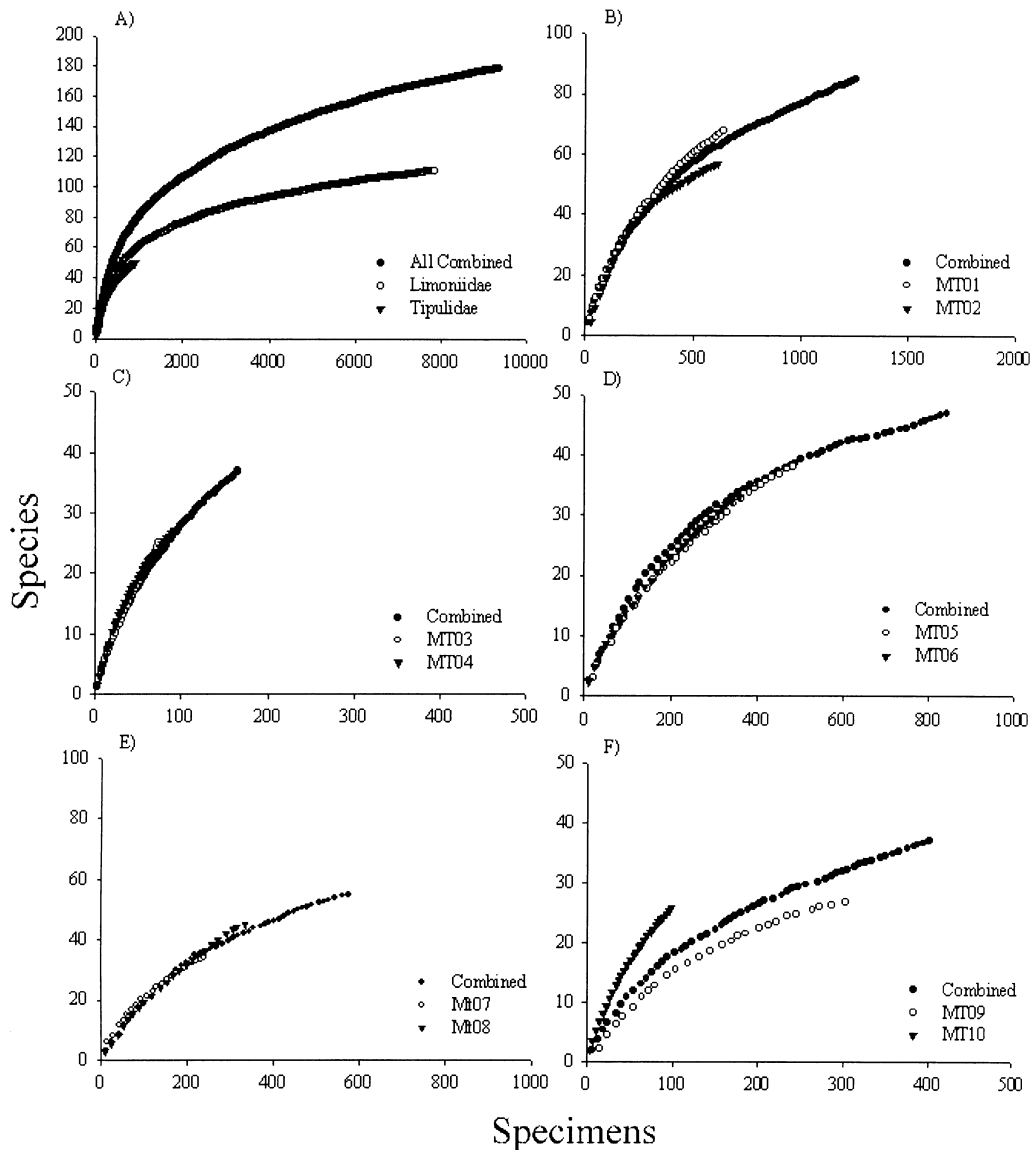 A)
200
180
160
140
120
100
80
60
40
20
0
0 2000 4000 6000 8000 10000
All Combined
Limoniidae
Tipulidae
B)
100
80
60
40
20
0
0 500 1000 1500 2000
Combined
MT01
MT02
C)
50
40
30
20
10
0
0 100 200 300 400 500
Combined
MT03
MT04
D)
50
40
30
20
10
0
0 200 400 600 800 1000
Combined
MT05
MT06
E)
100
80
60
40
20
0
0 200 400 600 800 1000
Combined
Mt07
Mt08
F)
50
40
30
20
10
0
0 100 200 300 400 500
Combined
MT09
MT10
Species
Specimens